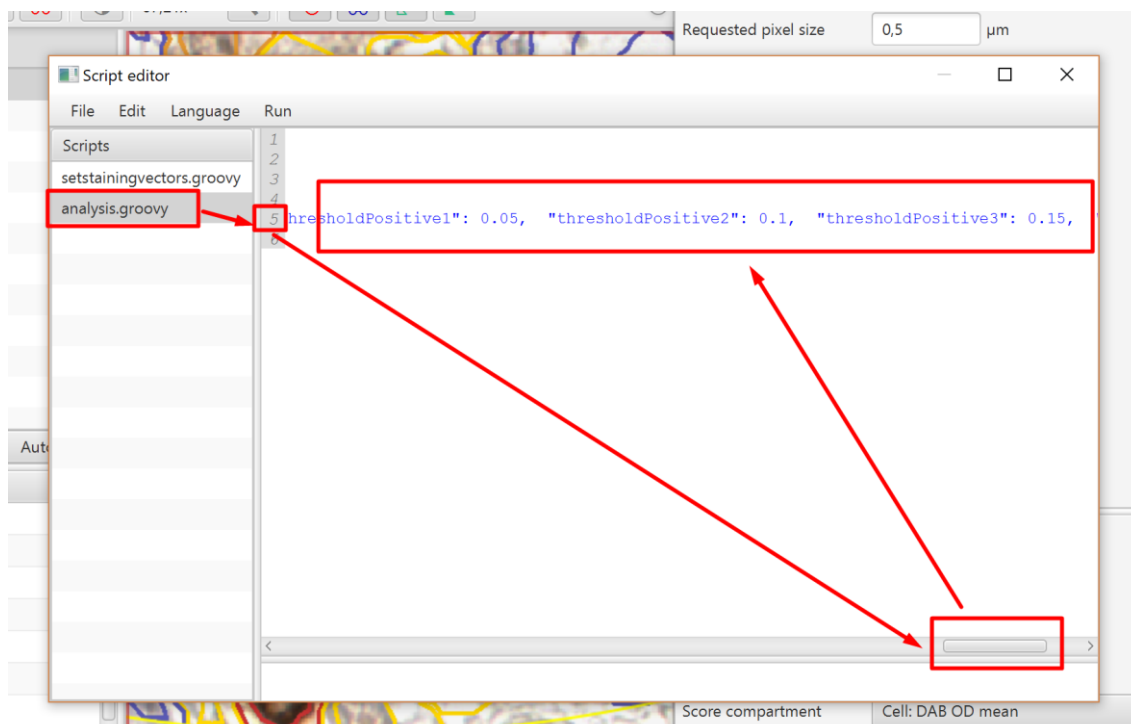 Requested pixel size 0,5 µm
Script editor
File Edit Language Run
Scripts
setstainingvectors.groovy
analysis.groovy
1
2
3
4
5 hresholdPositive1": 0.05, "thresholdPositive2": 0.1, "thresholdPositive3": 0.15,
6
Aut
Score compartment Cell: DAB OD mean